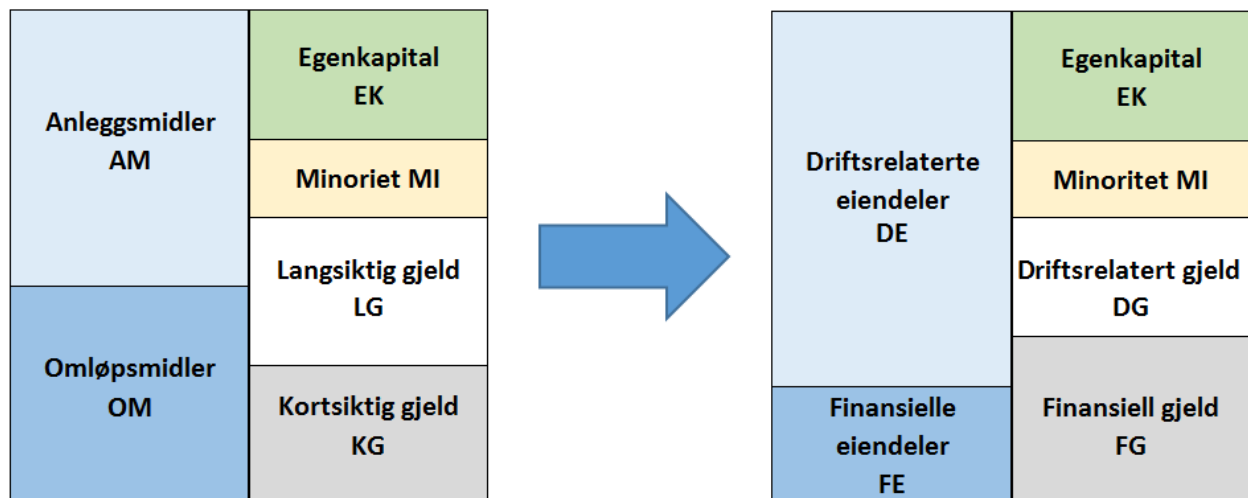 Anleggsmidler
AM
Omløpsmidler
OM
Egenkapital
EK
Minoriet MI
Langsiktig gjeld
LG
Kortsiktig gjeld
KG
Driftsrelaterte
eiendeler
DE
Finansielle
eiendeler
FE
Egenkapital
EK
Minoritet MI
Driftsrelatert gjeld
DG
Finansiell gjeld
FG